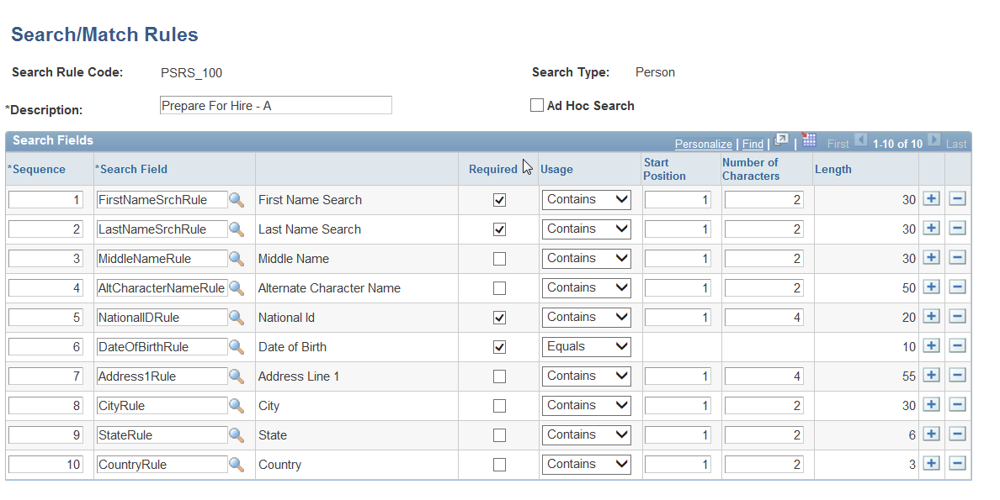 Search/Match Rules
Search Rule Code: PSRS_100 Search Type: Person
*Description: Prepare For Hire - A Ad Hoc Search
Search Fields Personalize | Find | | First 1-10 of 10 Last
*Sequence *Search Field Required Usage Start Position Number of Characters Length
1 FirstNameSrchRule First Name Search Contains 1 2 30
2 LastNameSrchRule Last Name Search Contains 1 2 30
3 MiddleNameRule Middle Name Contains 1 2 30
4 AltCharacterNameRule Alternate Character Name Contains 1 2 50
5 NationalIDRule National Id Contains 1 4 20
6 DateOfBirthRule Date of Birth Equals 10
7 Address1Rule Address Line 1 Contains 1 4 55
8 CityRule City Contains 1 2 30
9 StateRule State Contains 1 2 6
10 CountryRule Country Contains 1 2 3